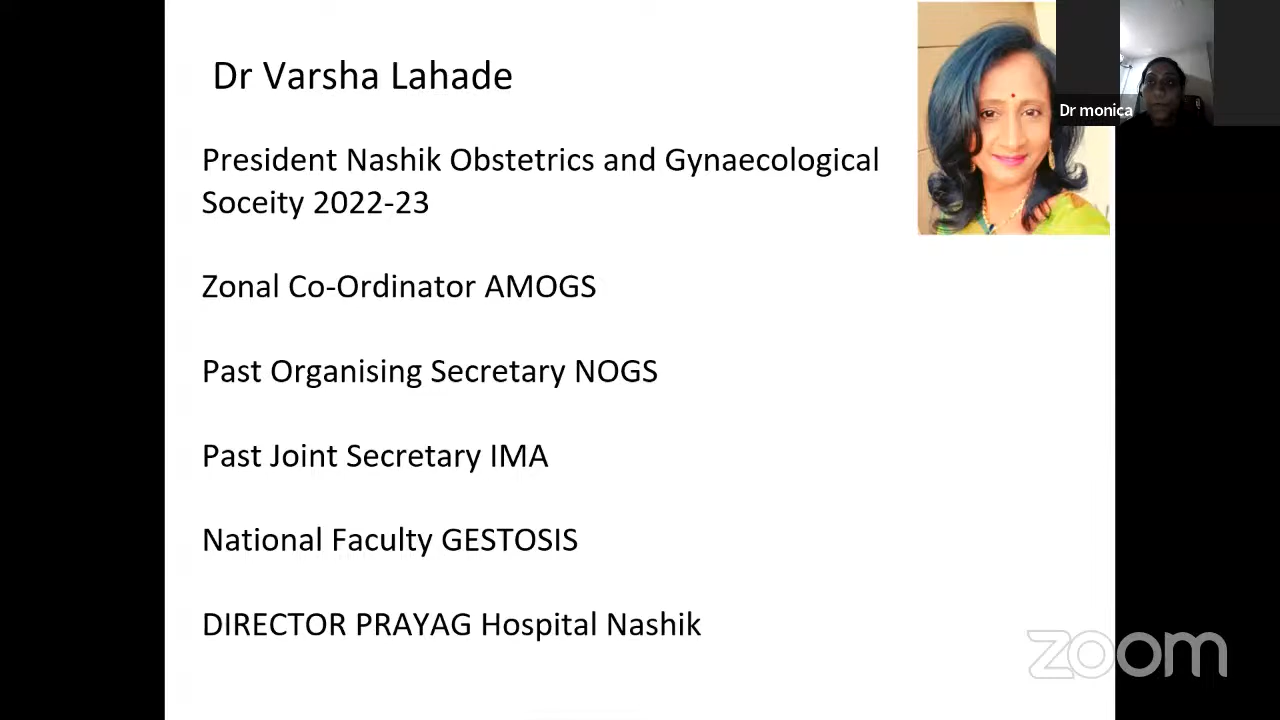 Dr Varsha Lahade
Dr monica
President Nashik Obstetrics and Gynaecological
Soceity 2022-23
Zonal Co-Ordinator AMOGS
Past Organising Secretary NOGS
Past Joint Secretary IMA
National Faculty GESTOSIS
DIRECTOR PRAYAG Hospital Nashik
zoom